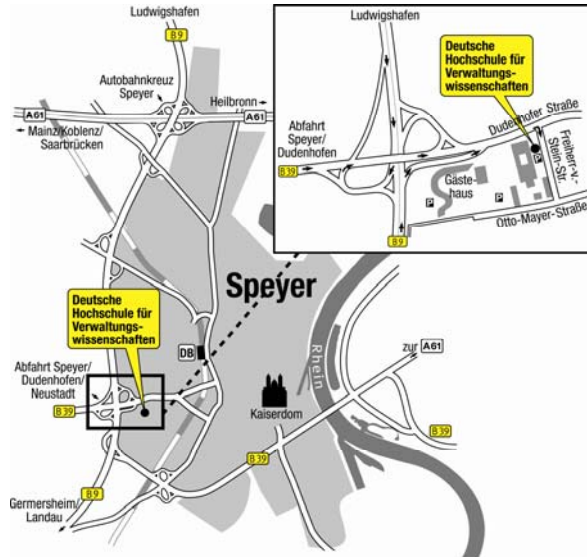 Ludwigshafen
B9
Autobahnkreuz
Speyer
Heilbronn
A61
A61
Mainz/Koblenz/
Saarbrücken
Ludwigshafen
Deutsche
Hochschule für
Verwaltungs-
wissenschaften
Dudenhofer Straße
Freiherr-v.-
Stein-Str.
Abfahrt
Speyer/
Dudenhofen
B39
Gäste-
haus
P
P
Otto-Mayer-Straße
B9
Speyer
Deutsche
Hochschule für
Verwaltungs-
wissenschaften
DB
Rhein
zur A61
Abfahrt Speyer/
Dudenhofen/
Neustadt
Kaiserdom
B39
B39
B39
B9
Germersheim/
Landau